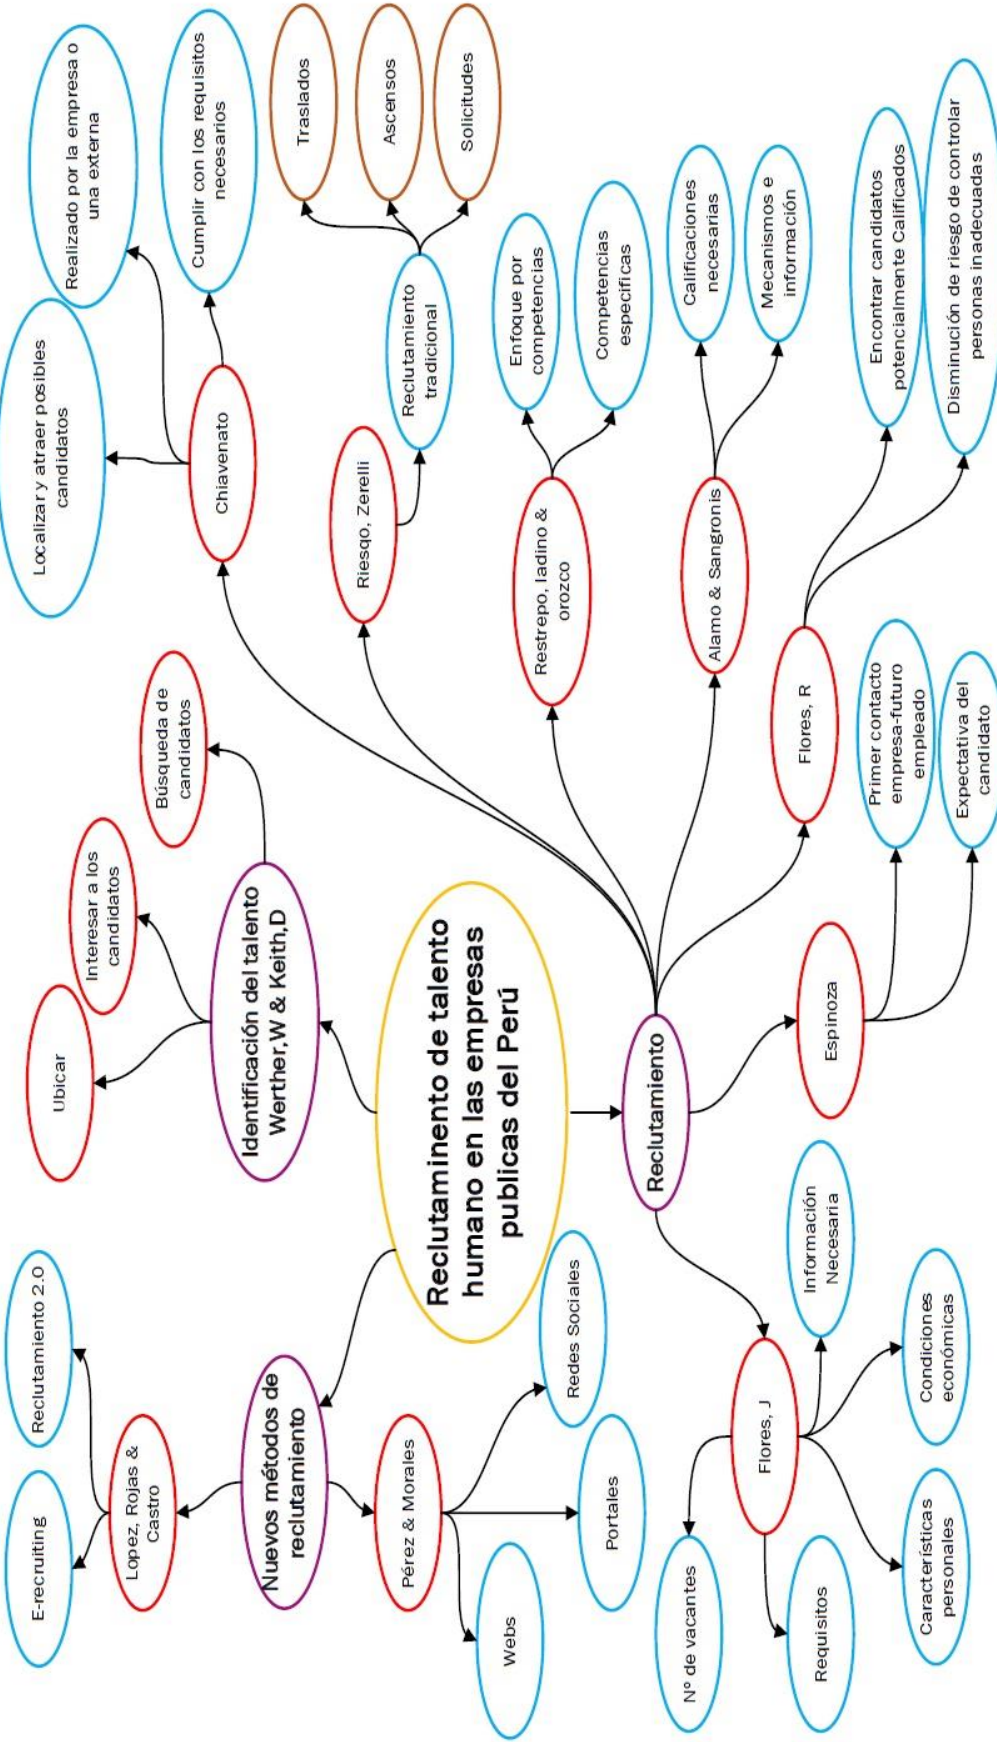 E-recruiting
Reclutamiento 2.0
Lopez, Rojas &
Castro
Nuevos métodos de
reclutamiento
Pérez & Morales
Webs
Portales
Redes Sociales
Ubicar
Interesar a los
candidatos
Búsqueda de
candidatos
Identificación del talento
Werther,W & Keith,D
Reclutaminento de talento
humano en las empresas
publicas del Perú
Localizar y atraer posibles
candidatos
Realizado por la empresa o
una externa
Cumplir con los requisitos
necesarios
Chiavenato
Traslados
Ascensos
Solicitudes
Reclutamiento
tradicional
Riesqo, Zerelli
Enfoque por
competencias
Competencias
especificas
Restrepo, ladino &
orozco
Calificaciones
necesarias
Mecanismos e
información
Alamo & Sangronis
Encontrar candidatos
potencialmente Calificados
Disminución de riesgo de controlar
personas inadecuadas
Flores, R
Reclutamiento
Primer contacto
empresa-futuro
empleado
Expectativa del
candidato
Espinoza
Flores, J
Nº de vacantes
Requisitos
Información
Necesaria
Características
personales
Condiciones
económicas